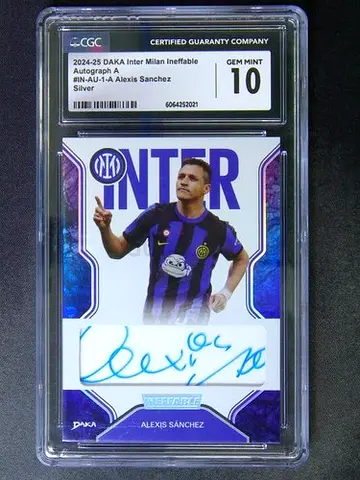 CGC
CERTIFIED GUARANTY COMPANY
2024-25 DAKA Inter Milan Ineffable
Autograph A
#IN-AU-1-A Alexis Sanchez
Silver
GEM MINT
10
6064252021
INTER
INEFFABLE
DAKA
ALEXIS SÁNCHEZ